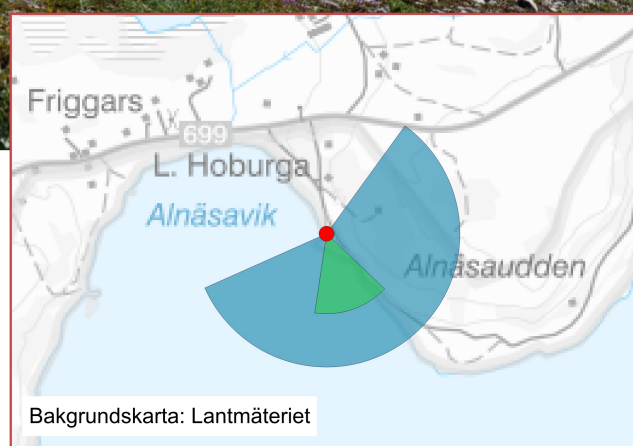 Friggars
699
L. Hoburga
Alnäsavik
Alnäsaudden
Bakgrundskarta: Lantmäteriet